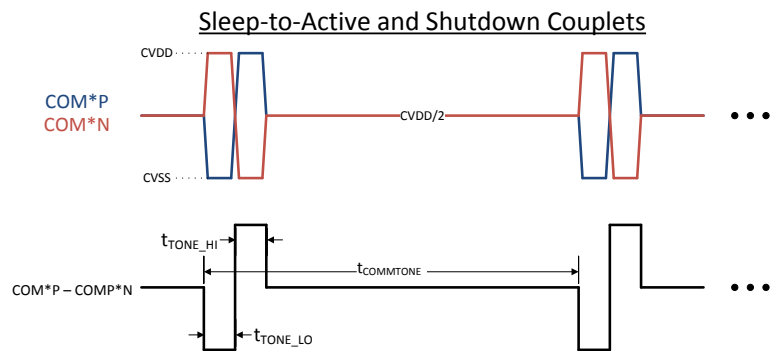 Sleep-to-Active and Shutdown Couplets
CVDD
COM*P
COM*N
CVDD/2
CVSS
tTONE_HI
tCOMMTONE
COM*P – COMP*N
tTONE_LO